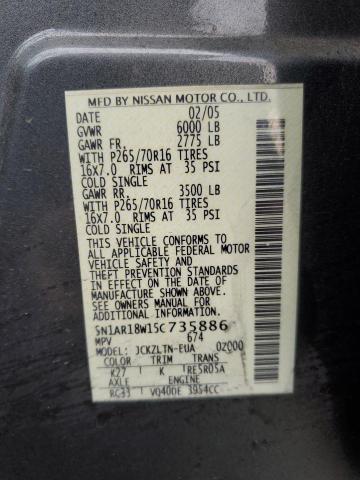 MFD BY NISSAN MOTOR CO., LTD.
DATE 02/05
GVWR 6000 LB
GAWR FR. 2775 LB
WITH P265/70R16 TIRES
16x7.0 RIMS AT 35 PSI
COLD SINGLE
GAWR RR. 3500 LB
WITH P265/70R16 TIRES
16x7.0 RIMS AT 35 PSI
COLD SINGLE
THIS VEHICLE CONFORMS TO
ALL APPLICABLE FEDERAL MOTOR
VEHICLE SAFETY AND
THEFT PREVENTION STANDARDS
IN EFFECT ON THE DATE OF
MANUFACTURE SHOWN ABOVE.
SEE OWNERS MANUAL FOR
ADDITIONAL INFORMATION.
5N1AR18W15C735886
MPV 674
MODEL JCKZLTN-EUA 02000
COLOR TRIM TRANS
K27 K RE5R05A
AXLE ENGINE
RG33 VQ40DE 3954CC